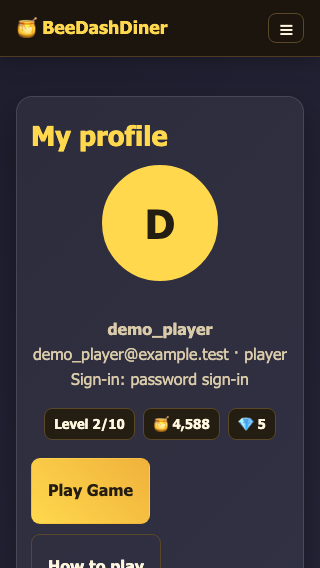 🍯 BeeDashDiner
My profile
D
demo_player
demo_player@example.test · player
Sign-in: password sign-in
Level 2/10 🍯 4,588 💎 5
Play Game
How to play